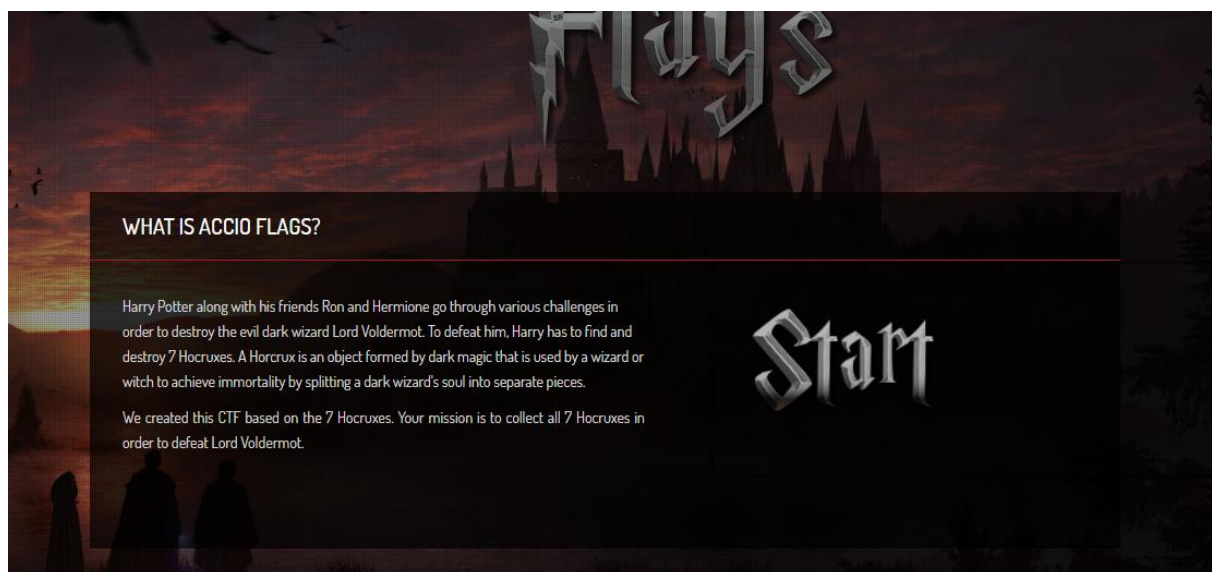 Flags
WHAT IS ACCIO FLAGS?
Harry Potter along with his friends Ron and Hermione go through various challenges in
order to destroy the evil dark wizard Lord Voldermot. To defeat him, Harry has to find and
destroy 7 Hocruxes. A Horcrux is an object formed by dark magic that is used by a wizard or
witch to achieve immortality by splitting a dark wizard's soul into separate pieces.
We created this CTF based on the 7 Hocruxes. Your mission is to collect all 7 Hocruxes in
order to defeat Lord Voldermot.
Start